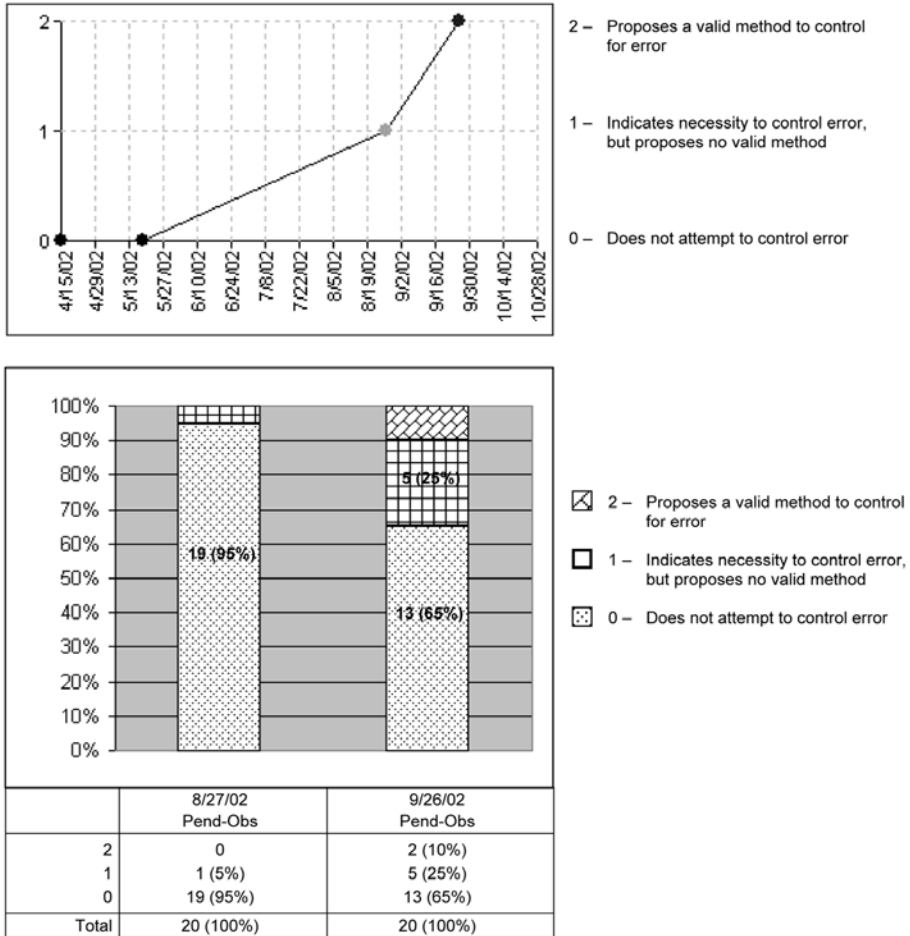 2
1
0
4/15/02
4/29/02
5/13/02
5/27/02
6/10/02
6/24/02
7/8/02
7/22/02
8/5/02
8/19/02
9/2/02
9/16/02
9/30/02
10/14/02
10/28/02
2 – Proposes a valid method to control
for error
1 – Indicates necessity to control error,
but proposes no valid method
0 – Does not attempt to control error
100%
90%
80%
70%
60%
50%
40%
30%
20%
10%
0%
19 (95%)
5 (25%)
13 (65%)
2 – Proposes a valid method to control
for error
1 – Indicates necessity to control error,
but proposes no valid method
0 – Does not attempt to control error
8/27/02 9/26/02
Pend-Obs Pend-Obs
2 0 2 (10%)
1 1 (5%) 5 (25%)
0 19 (95%) 13 (65%)
Total 20 (100%) 20 (100%)